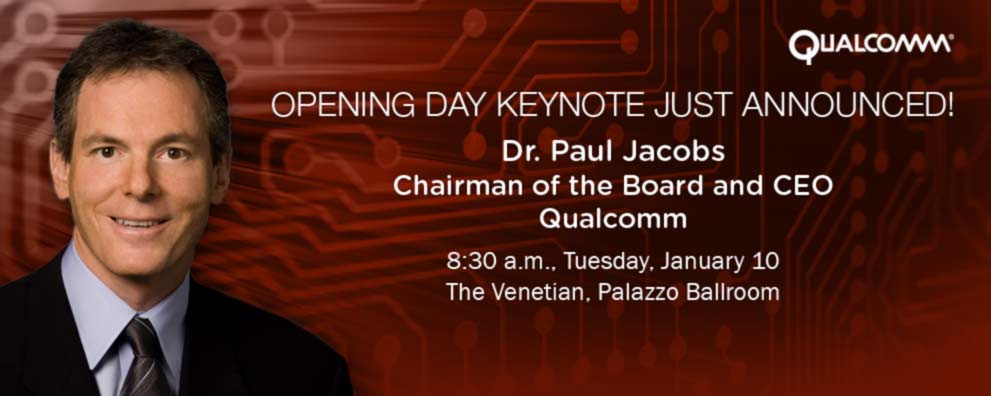 QUALCOMM®
OPENING DAY KEYNOTE JUST ANNOUNCED!
Dr. Paul Jacobs
Chairman of the Board and CEO
Qualcomm
8:30 a.m., Tuesday, January 10
The Venetian, Palazzo Ballroom